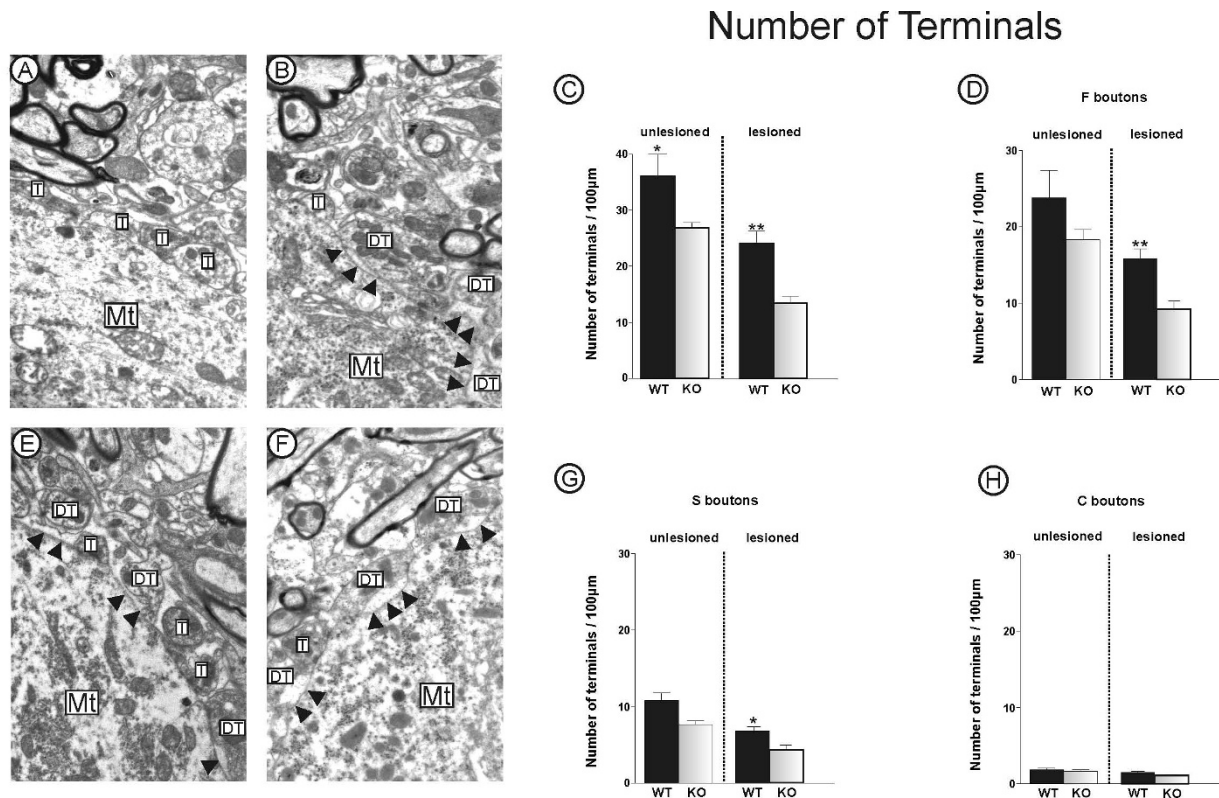 Number of Terminals
A
T
T
T
T
Mt
B
T
DT
DT
DT
Mt
C
unlesioned lesioned
Number of terminals / 100µm
40
30
20
10
0
*
**
WT KO WT KO
D
F boutons
unlesioned lesioned
Number of terminals / 100µm
30
20
10
0
**
WT KO WT KO
E
DT
T
DT
T
T
Mt
DT
F
DT
DT
T
DT
Mt
G
S boutons
unlesioned lesioned
Number of terminals / 100µm
30
20
10
0
*
WT KO WT KO
H
C boutons
unlesioned lesioned
Number of terminals / 100µm
30
20
10
0
WT KO WT KO